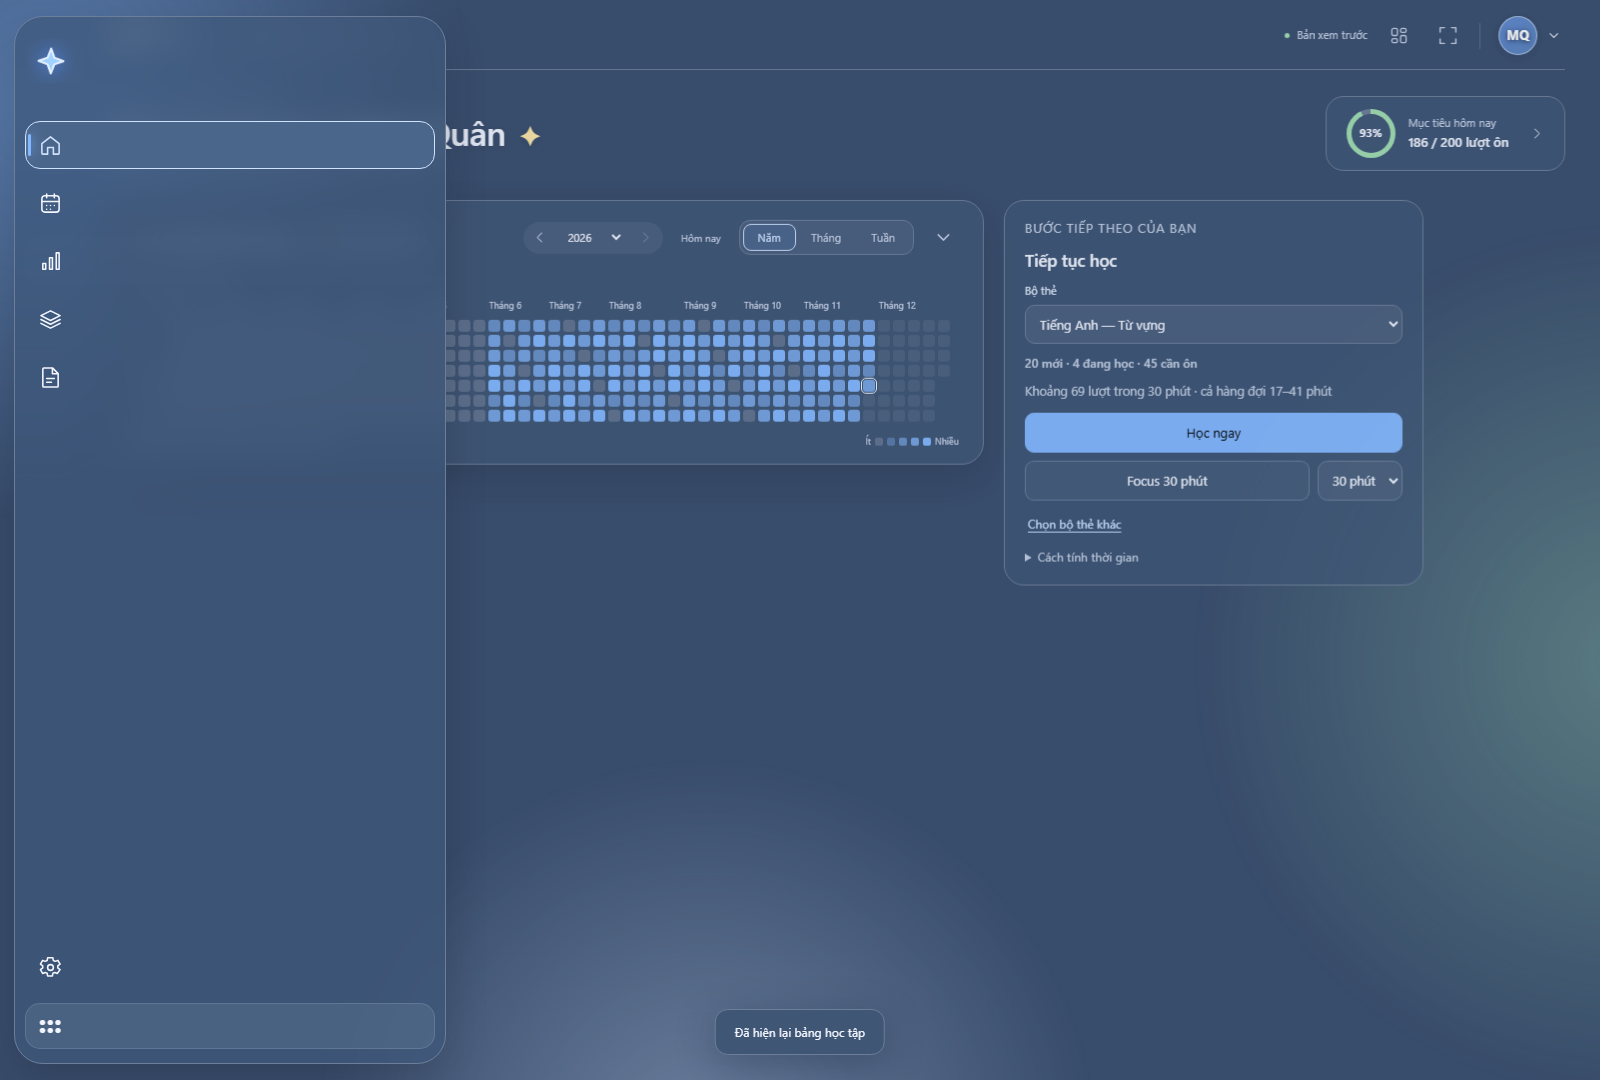 Bản xem trước
MQ
Quân
93%
Mục tiêu hôm nay
186 / 200 lượt ôn
2026
Hôm nay
Năm
Tháng
Tuần
Tháng 6
Tháng 7
Tháng 8
Tháng 9
Tháng 10
Tháng 11
Tháng 12
Ít
Nhiều
BƯỚC TIẾP THEO CỦA BẠN
Tiếp tục học
Bộ thẻ
Tiếng Anh — Từ vựng
20 mới · 4 đang học · 45 cần ôn
Khoảng 69 lượt trong 30 phút · cả hàng đợi 17–41 phút
Học ngay
Focus 30 phút
30 phút
Chọn bộ thẻ khác
Cách tính thời gian
Đã hiện lại bảng học tập